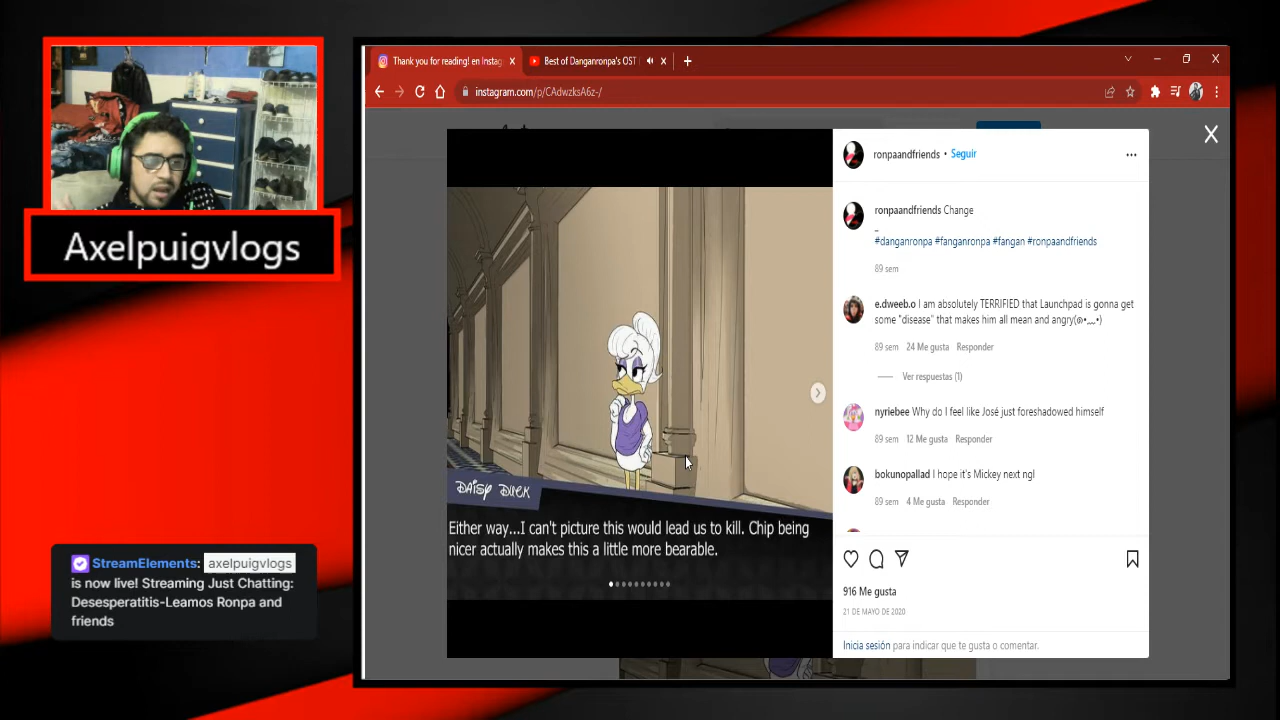 Axelpuigvlogs
StreamElements: axelpuigvlogs
is now live! Streaming Just Chatting:
Desesperatitis-Leamos Ronpa and
friends
Thank you for reading! en Instag
Best of Danganronpa's OST
instagram.com/p/CAdwzksA6z-/
DAISY DUCK
Either way...I can't picture this would lead us to kill. Chip being
nicer actually makes this a little more bearable.
ronpaandfriends • Seguir
ronpaandfriends Change
_
#danganronpa #fanganronpa #fangan #ronpaandfriends
89 sem
e.dweeb.o I am absolutely TERRIFIED that Launchpad is gonna get
some "disease" that makes him all mean and angry(๑•﹏•)
89 sem 24 Me gusta Responder
Ver respuestas (1)
nyriebee Why do I feel like José just foreshadowed himself
89 sem 12 Me gusta Responder
bokunopallad I hope it's Mickey next ngl
89 sem 4 Me gusta Responder
916 Me gusta
21 DE MAYO DE 2020
Inicia sesión para indicar que te gusta o comentar.